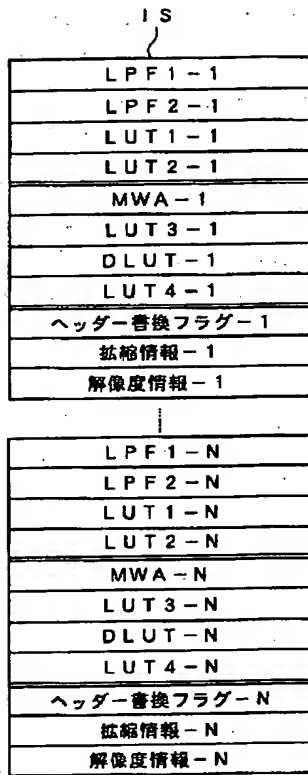 IS
LPF1-1
LPF2-1
LUT1-1
LUT2-1
MWA-1
LUT3-1
DLUT-1
LUT4-1
ヘッダー書換フラグ-1
拡縮情報-1
解像度情報-1
LPF1-N
LPF2-N
LUT1-N
LUT2-N
MWA-N
LUT3-N
DLUT-N
LUT4-N
ヘッダー書換フラグ-N
拡縮情報-N
解像度情報-N